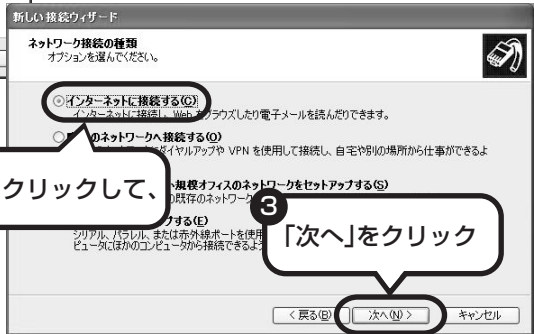 新しい接続ウィザード
ネットワーク接続の種類
オプションを選んでください。
インターネットに接続する(C)
インターネットに接続し、Web をブラウズしたり電子メールを読んだりできます。
のネットワークへ接続する(O)
ダイヤルアップや VPN を使用して接続し、自宅や別の場所から仕事ができるよ
クリックして、
規模オフィスのネットワークをセットアップする(S)
の既存のネットワーク
❸
「次へ」をクリック
する(E)
シリアル、パラレル、または赤外線ポートを使用
ピュータにほかのコンピュータから接続できるよう
< 戻る(B)
次へ(N) >
キャンセル